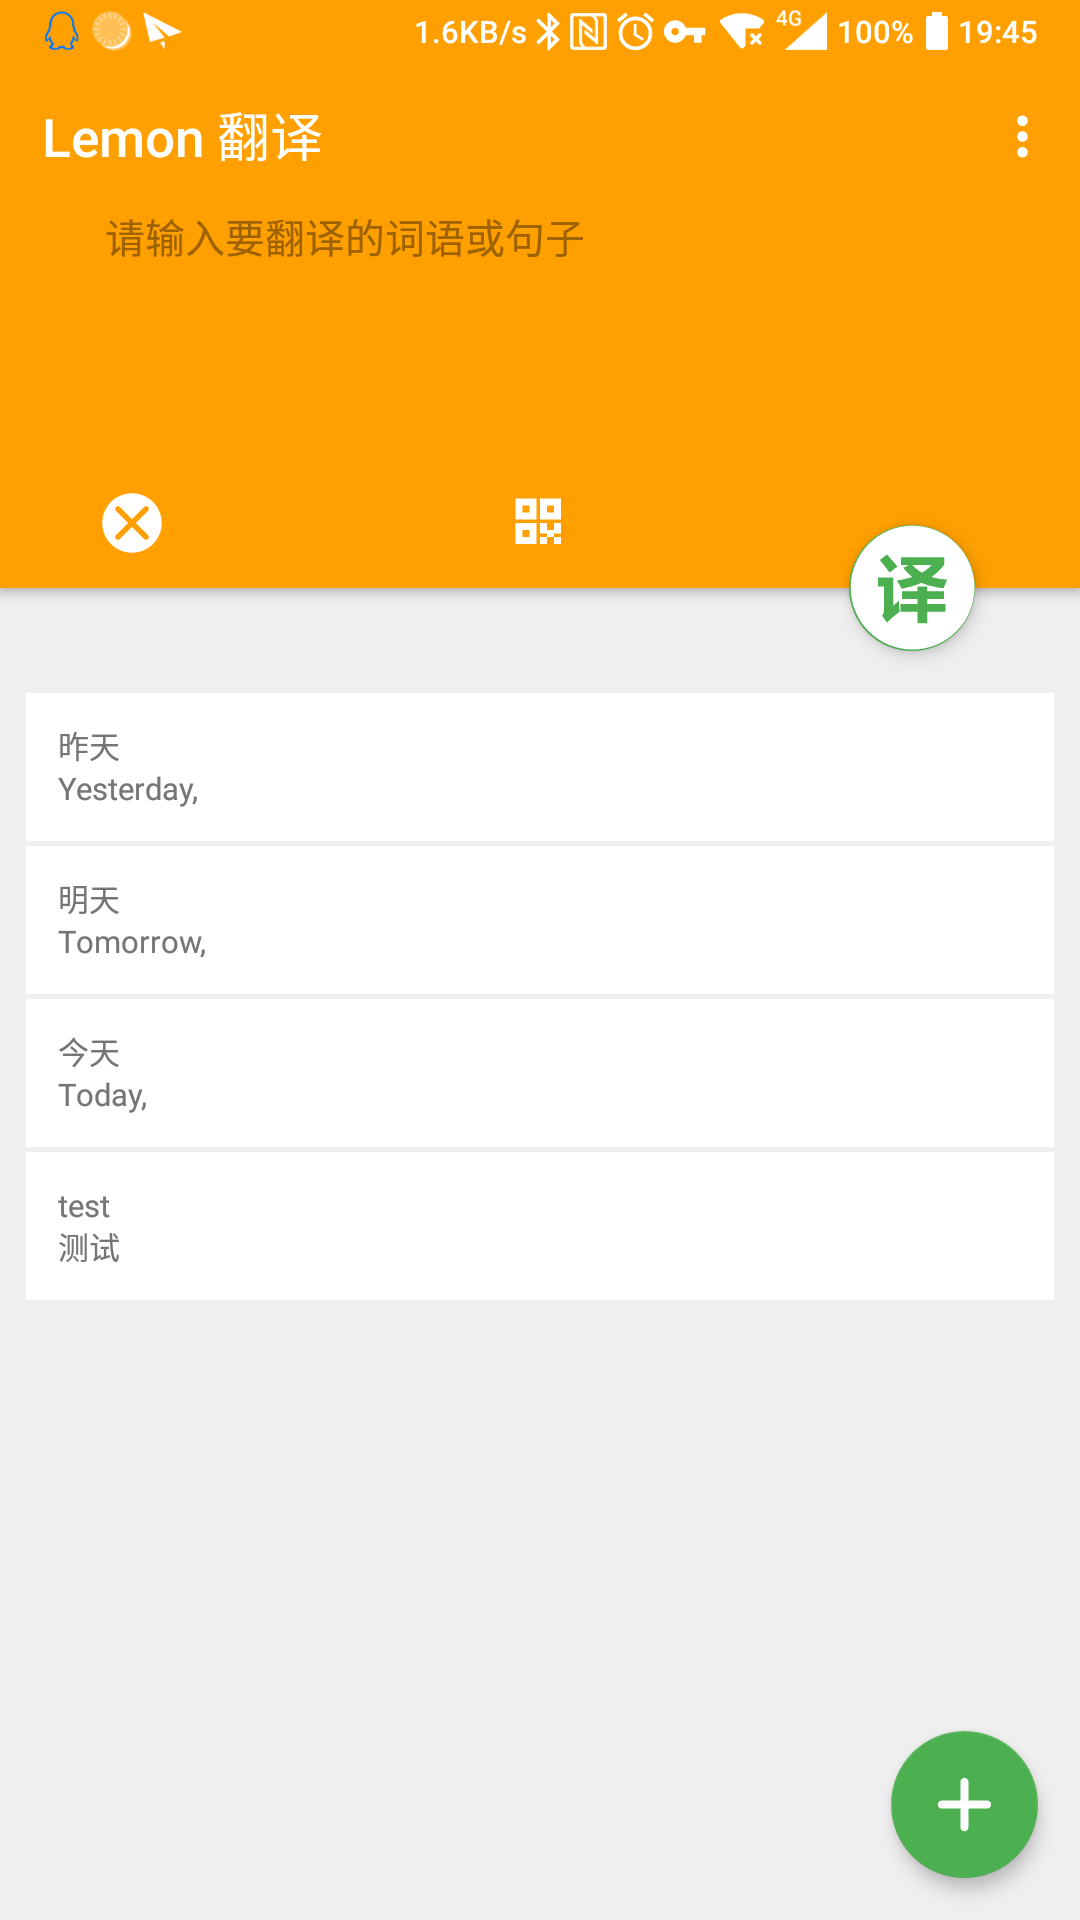 1.6KB/s 4G 100% 19:45
Lemon 翻译
请输入要翻译的词语或句子
译
昨天
Yesterday,
明天
Tomorrow,
今天
Today,
test
测试